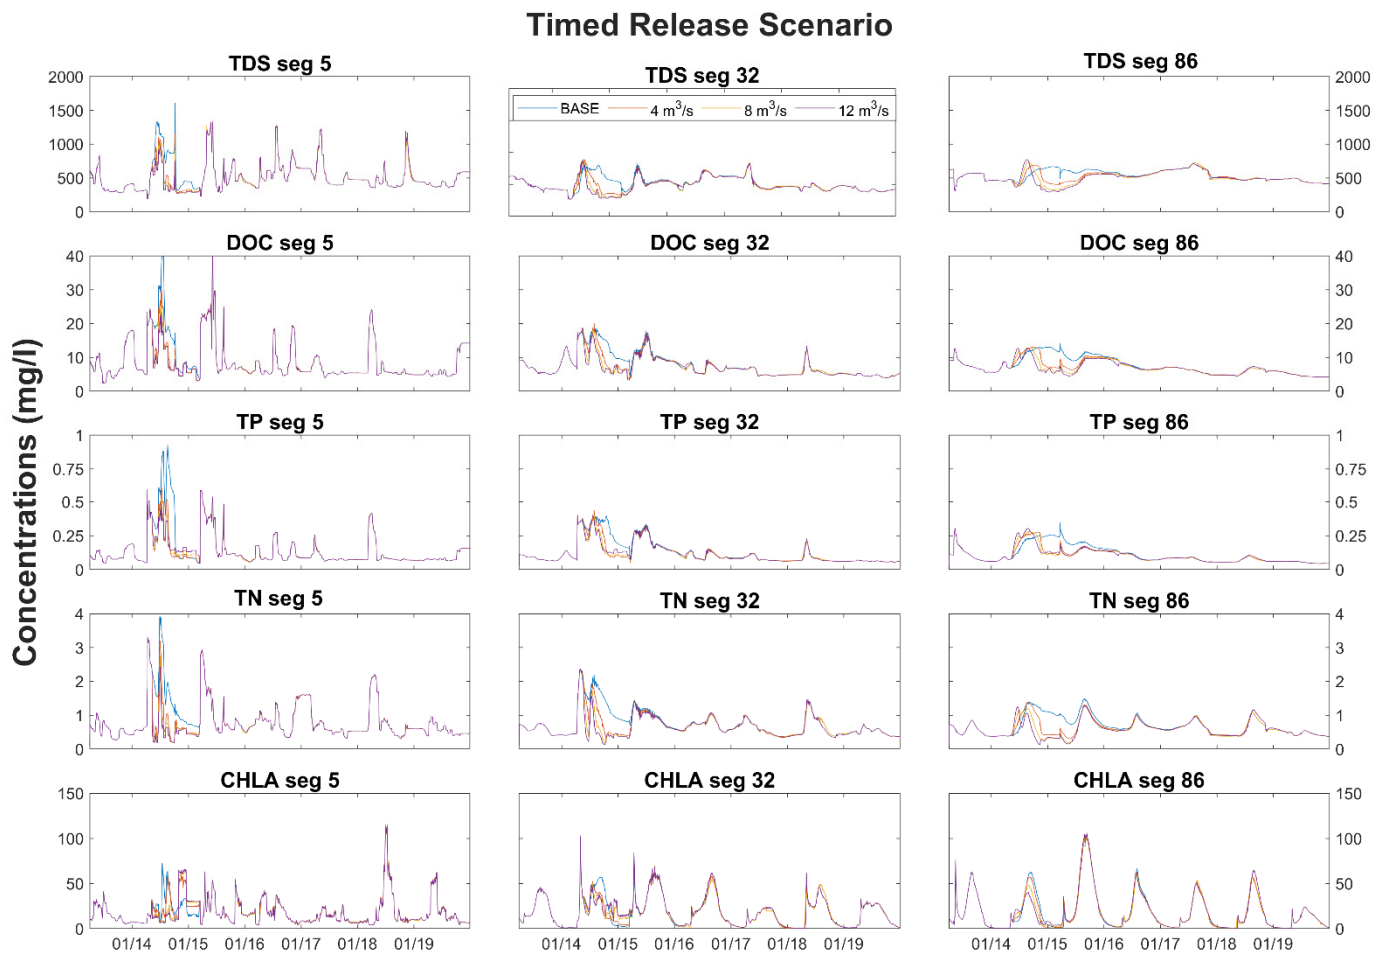 Timed Release Scenario
TDS seg 5
TDS seg 32
TDS seg 86
2000
1500
1000
500
0
BASE 4 m³/s 8 m³/s 12 m³/s
2000
1500
1000
500
0
DOC seg 5
DOC seg 32
DOC seg 86
40
30
20
10
0
40
30
20
10
0
Concentrations (mg/l)
TP seg 5
TP seg 32
TP seg 86
1
0.75
0.5
0.25
0
1
0.75
0.5
0.25
0
TN seg 5
TN seg 32
TN seg 86
4
3
2
1
0
4
3
2
1
0
CHLA seg 5
CHLA seg 32
CHLA seg 86
150
100
50
0
150
100
50
0
01/14 01/15 01/16 01/17 01/18 01/19
01/14 01/15 01/16 01/17 01/18 01/19
01/14 01/15 01/16 01/17 01/18 01/19